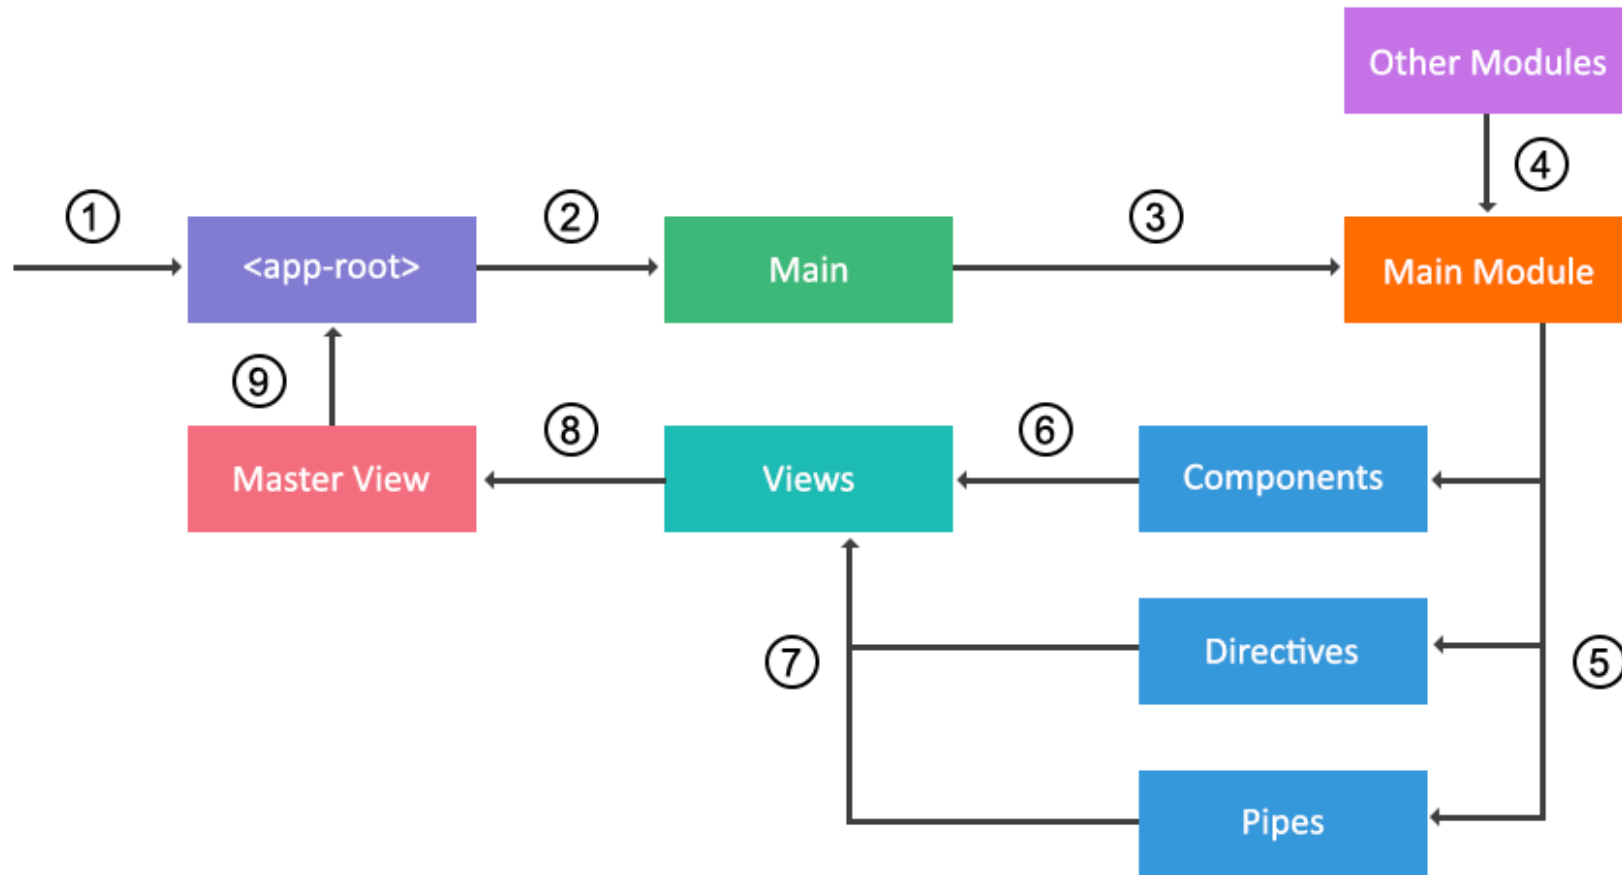 Other Modules
④
①
②
③
<app-root>
Main
Main Module
⑨
⑧
⑥
Master View
Views
Components
⑦
Directives
⑤
Pipes